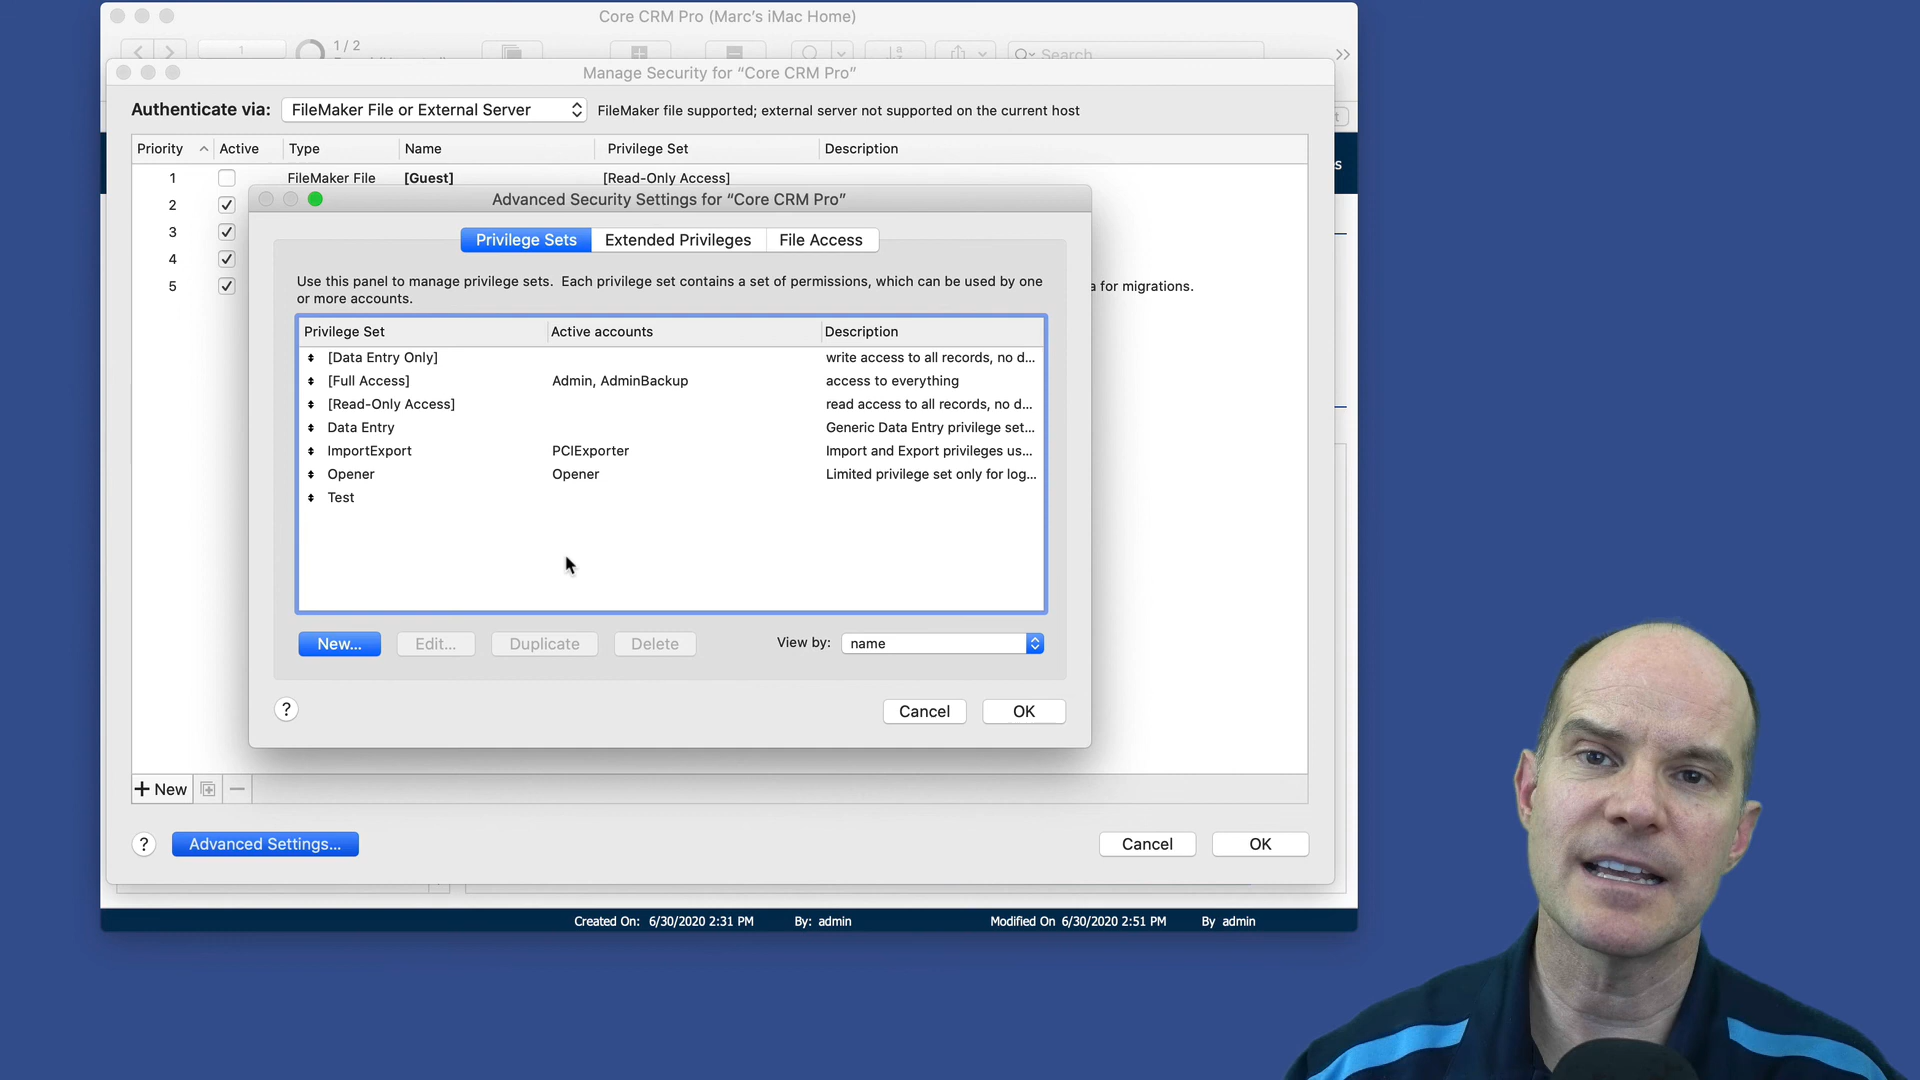 Core CRM Pro (Marc's iMac Home)
1
1 / 2
Search
Manage Security for “Core CRM Pro”
Authenticate via: FileMaker File or External Server FileMaker file supported; external server not supported on the current host
Priority Active Type Name Privilege Set Description
1 FileMaker File [Guest] [Read-Only Access]
2
3
4
5 a for migrations.
Advanced Security Settings for “Core CRM Pro”
Privilege Sets Extended Privileges File Access
Use this panel to manage privilege sets. Each privilege set contains a set of permissions, which can be used by one
or more accounts.
Privilege Set Active accounts Description
[Data Entry Only] write access to all records, no d...
[Full Access] Admin, AdminBackup access to everything
[Read-Only Access] read access to all records, no d...
Data Entry Generic Data Entry privilege set...
ImportExport PCIExporter Import and Export privileges us...
Opener Opener Limited privilege set only for log...
Test
New... Edit... Duplicate Delete View by: name
? Cancel OK
+ New
? Advanced Settings... Cancel OK
Created On: 6/30/2020 2:31 PM By: admin Modified On 6/30/2020 2:51 PM By admin